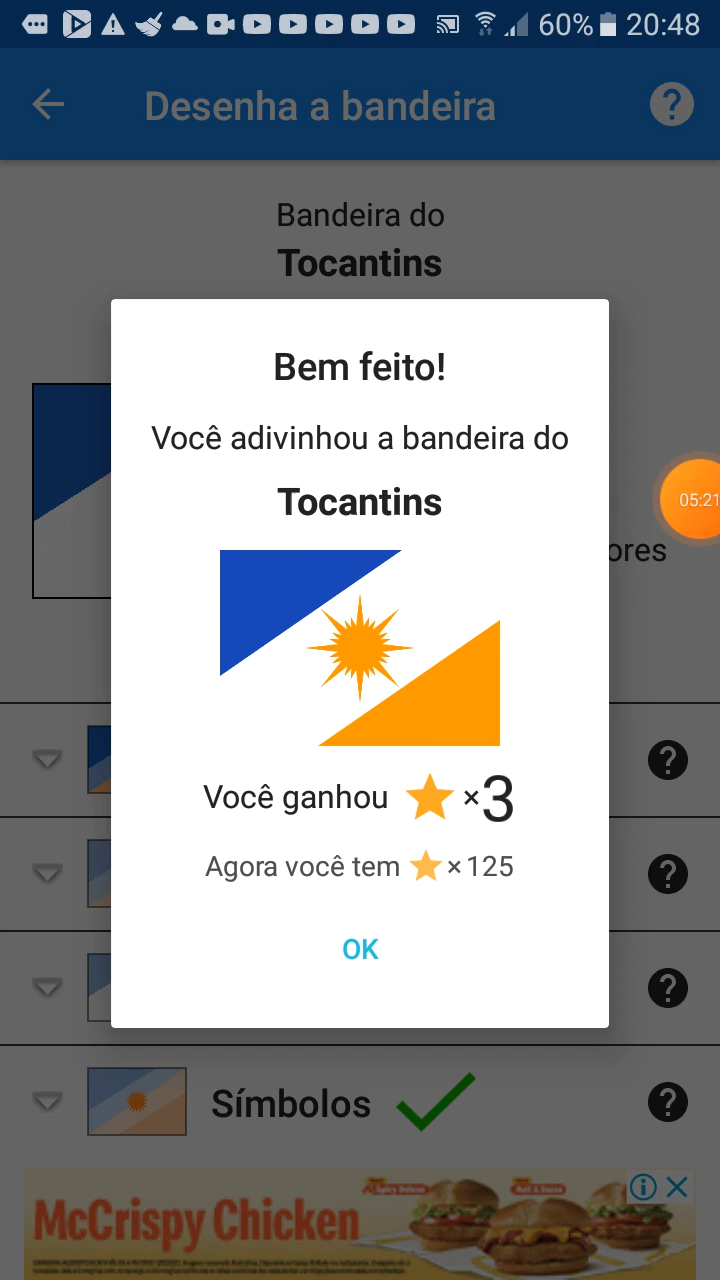 60% 20:48
Desenha a bandeira
Bandeira do
Tocantins
Bem feito!
Você adivinhou a bandeira do
Tocantins
05:21
ores
Você ganhou ×3
Agora você tem ×125
OK
Símbolos
McCrispy Chicken